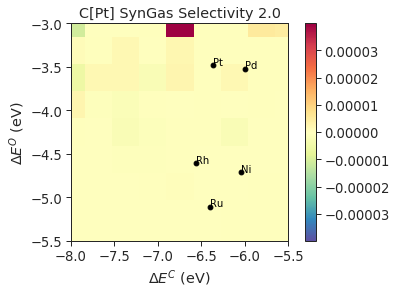 C[Pt] SynGas Selectivity 2.0
−3.0
−3.5
−4.0
−4.5
−5.0
−5.5
ΔE^O (eV)
Pt
Pd
Rh
Ni
Ru
−8.0 −7.5 −7.0 −6.5 −6.0 −5.5
ΔE^C (eV)
0.00003
0.00002
0.00001
0.00000
−0.00001
−0.00002
−0.00003